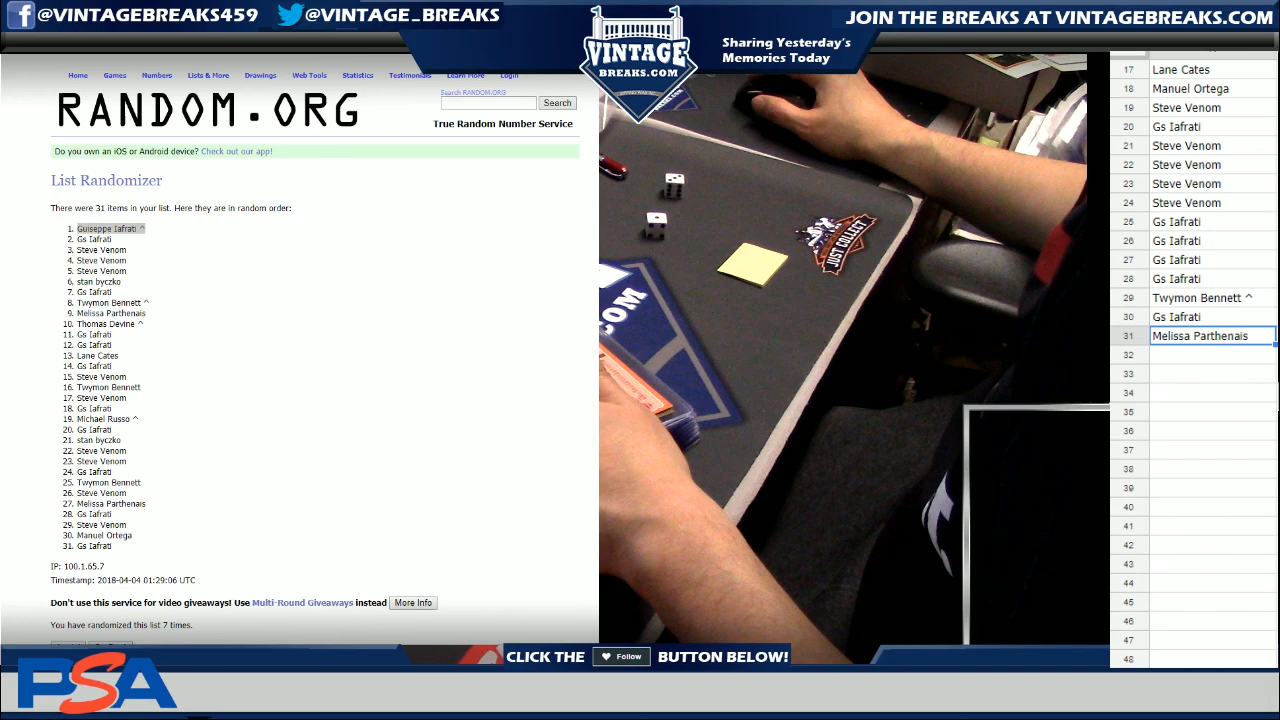 @VINTAGEBREAKS459
@VINTAGE_BREAKS
JOIN THE BREAKS AT VINTAGEBREAKS.COM
VINTAGE
BREAKS.COM
Sharing Yesterday's
Memories Today
Home Games Numbers Lists & More Drawings Web Tools Statistics Testimonials Learn More Login
RANDOM.ORG
Search RANDOM.ORG
Search
True Random Number Service
Do you own an iOS or Android device? Check out our app!
List Randomizer
There were 31 items in your list. Here they are in random order:
1. Guiseppe Iafrati ^
2. Gs Iafrati
3. Steve Venom
4. Steve Venom
5. Steve Venom
6. stan byczko
7. Gs Iafrati
8. Twymon Bennett ^
9. Melissa Parthenais
10. Thomas Devine ^
11. Gs Iafrati
12. Gs Iafrati
13. Lane Cates
14. Gs Iafrati
15. Steve Venom
16. Twymon Bennett
17. Steve Venom
18. Gs Iafrati
19. Michael Russo ^
20. Gs Iafrati
21. stan byczko
22. Steve Venom
23. Steve Venom
24. Gs Iafrati
25. Twymon Bennett
26. Steve Venom
27. Melissa Parthenais
28. Gs Iafrati
29. Steve Venom
30. Manuel Ortega
31. Gs Iafrati
IP: 100.1.65.7
Timestamp: 2018-04-04 01:29:06 UTC
Don't use this service for video giveaways! Use Multi-Round Giveaways instead More Info
You have randomized this list 7 times.
JUST COLLECT
.COM
17 Lane Cates
18 Manuel Ortega
19 Steve Venom
20 Gs Iafrati
21 Steve Venom
22 Steve Venom
23 Steve Venom
24 Steve Venom
25 Gs Iafrati
26 Gs Iafrati
27 Gs Iafrati
28 Gs Iafrati
29 Twymon Bennett ^
30 Gs Iafrati
31 Melissa Parthenais
32
33
34
35
36
37
38
39
40
41
42
43
44
45
46
47
48
CLICK THE Follow BUTTON BELOW!
PSA